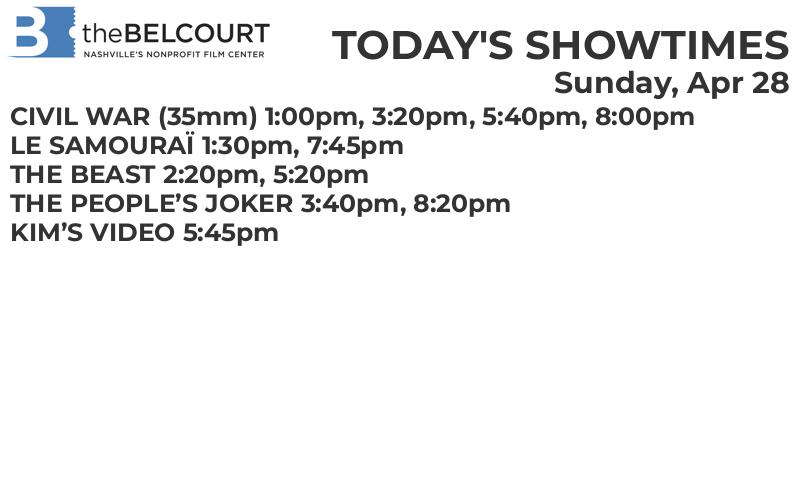 B theBELCOURT
NASHVILLE'S NONPROFIT FILM CENTER
TODAY'S SHOWTIMES
Sunday, Apr 28
CIVIL WAR (35mm) 1:00pm, 3:20pm, 5:40pm, 8:00pm
LE SAMOURAÏ 1:30pm, 7:45pm
THE BEAST 2:20pm, 5:20pm
THE PEOPLE’S JOKER 3:40pm, 8:20pm
KIM’S VIDEO 5:45pm